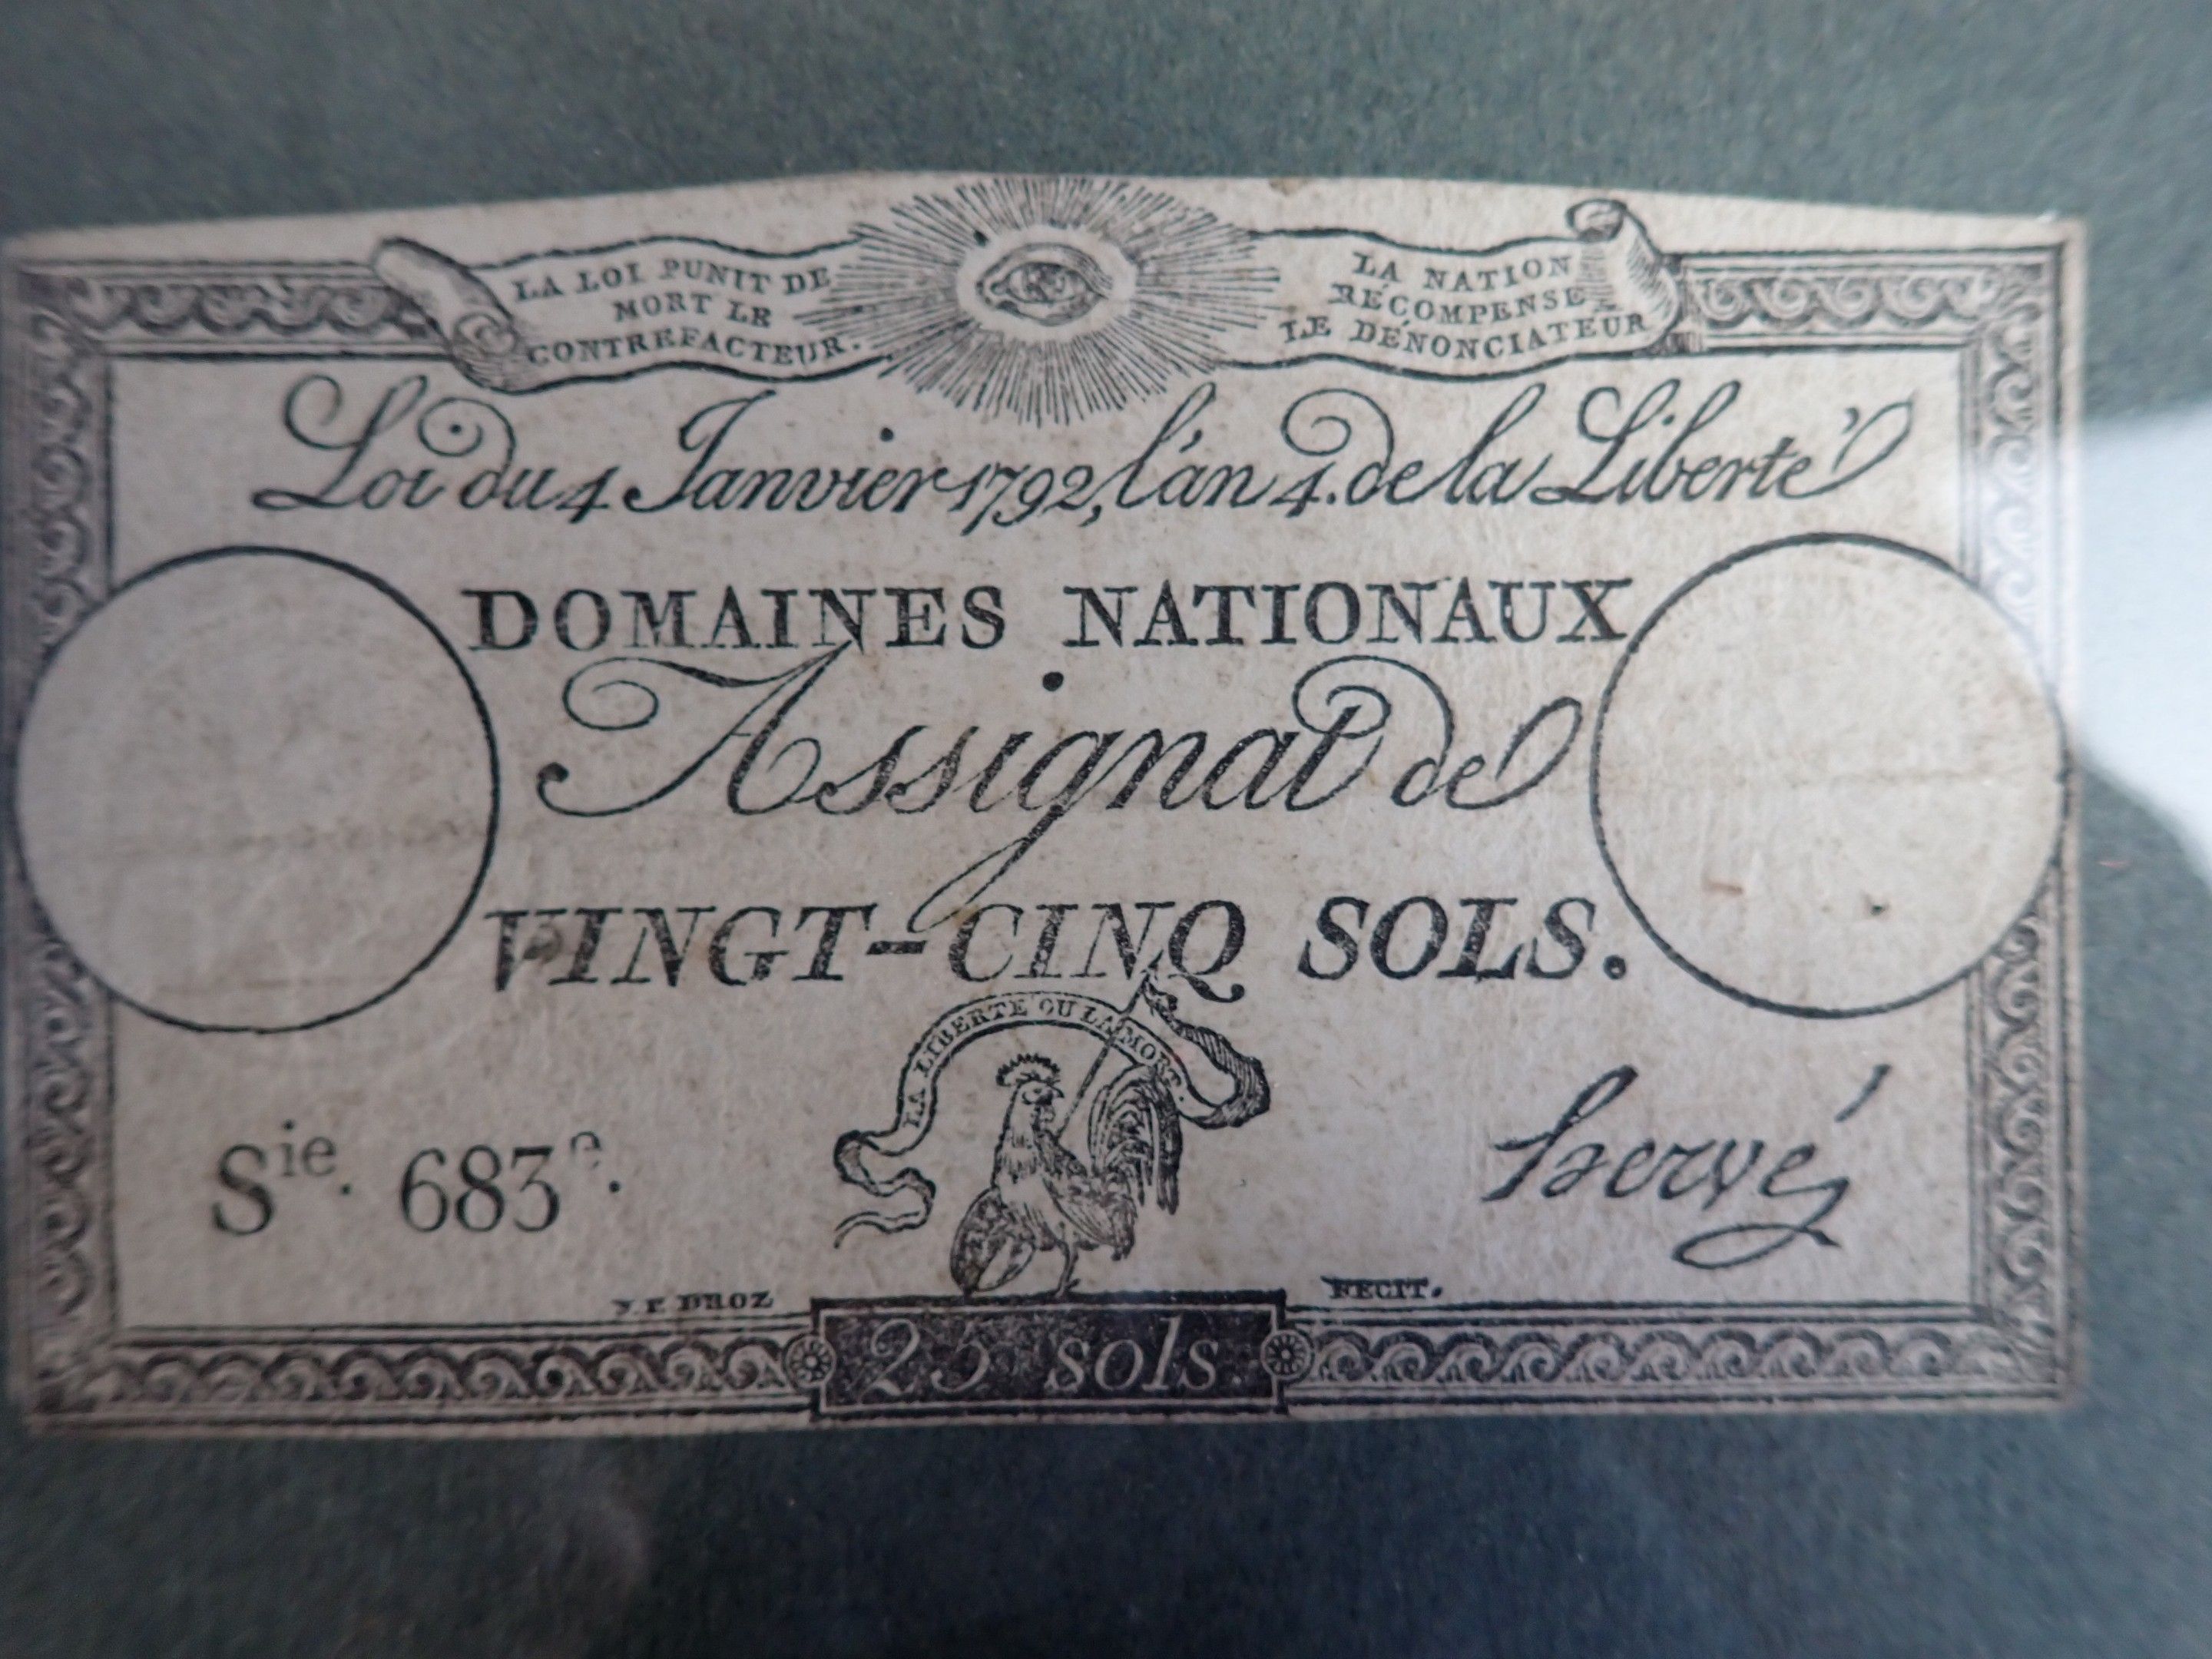 LA LOI PUNIT DE
MORT LE
CONTREFACTEUR.
LA NATION
RÉCOMPENSE
LE DÉNONCIATEUR
Loi du 4 Janvier 1792, l'an 4. de la Liberté
DOMAINES NATIONAUX
Assignat de
VINGT-CINQ SOLS.
LA LIBERTE OU LA MORT.
Sie. 683e.
hervé
DROZ
FECIT.
25 sols.